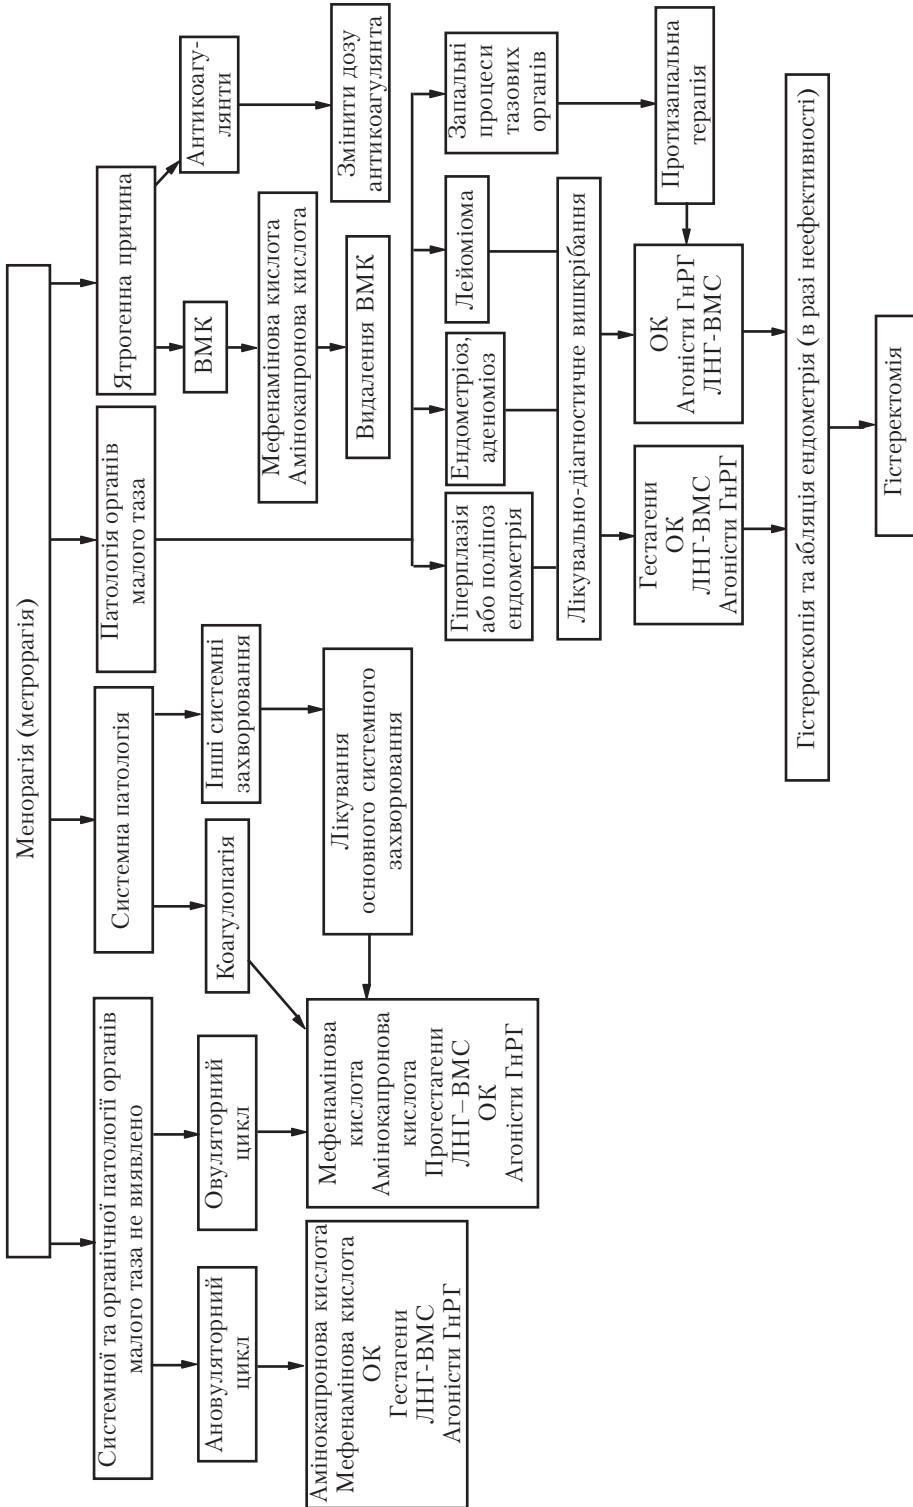 Менорагія (метрорагія)
Системної та органічної патології органів
малого таза не виявлено
Системна патологія
Патологія органів
малого таза
Ятрогенна причина
Ановуляторний
цикл
Овуляторний
цикл
Коагулопатія
Інші системні
захворювання
ВМК
Антикоагу-
лянти
Амінокапронова кислота
Мефенамінова кислота
ОК
Гестагени
ЛНГ-ВМС
Агоністи ГнРГ
Мефенамінова
кислота
Амінокапронова
кислота
Прогестагени
ЛНГ–ВМС
ОК
Агоністи ГнРГ
Лікування
основного системного
захворювання
Мефенамінова кислота
Амінокапронова кислота
Видалення ВМК
Змінити дозу
антикоагулянта
Гіперплазія
або поліпоз
ендометрія
Ендометріоз,
аденоміоз
Лейоміома
Запальні
процеси
тазових
органів
Лікувально-діагностичне вишкрібання
Протизапальна
терапія
Гестагени
ОК
ЛНГ-ВМС
Агоністи ГнРГ
ОК
Агоністи ГнРГ
ЛНГ-ВМС
Гістероскопія та абляція ендометрія (в разі неефективності)
Гістеректомія